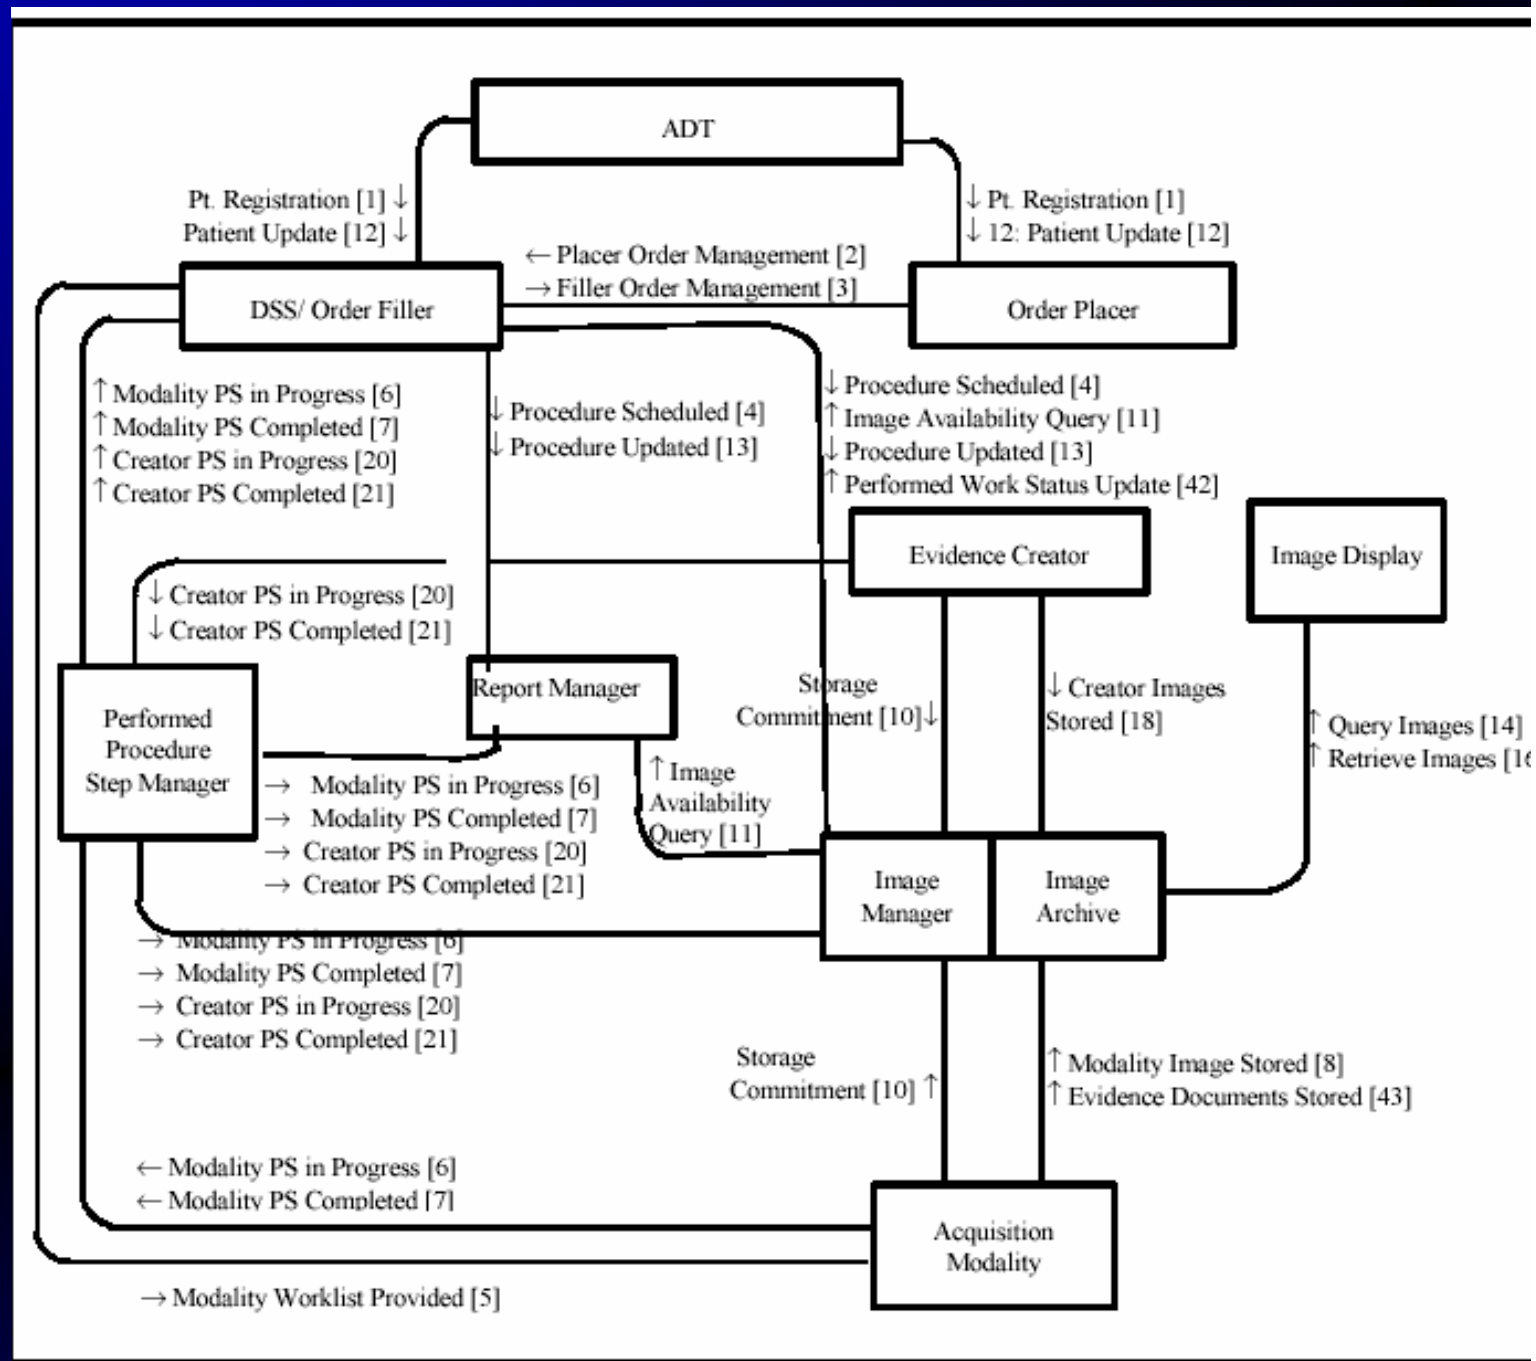 ADT
Pt. Registration [1] ↓
Patient Update [12] ↓
↓ Pt. Registration [1]
↓ 12: Patient Update [12]
← Placer Order Management [2]
→ Filler Order Management [3]
DSS/ Order Filler
Order Placer
↑ Modality PS in Progress [6]
↑ Modality PS Completed [7]
↑ Creator PS in Progress [20]
↑ Creator PS Completed [21]
↓ Procedure Scheduled [4]
↓ Procedure Updated [13]
↓ Procedure Scheduled [4]
↑ Image Availability Query [11]
↓ Procedure Updated [13]
↑ Performed Work Status Update [42]
Evidence Creator
Image Display
↓ Creator PS in Progress [20]
↓ Creator PS Completed [21]
Performed
Procedure
Step Manager
Report Manager
Storage
Commitment [10]↓
↓ Creator Images
Stored [18]
↑ Query Images [14]
↑ Retrieve Images [16
→ Modality PS in Progress [6]
→ Modality PS Completed [7]
→ Creator PS in Progress [20]
→ Creator PS Completed [21]
↑ Image
Availability
Query [11]
Image
Manager
Image
Archive
→ Modality PS in Progress [6]
→ Modality PS Completed [7]
→ Creator PS in Progress [20]
→ Creator PS Completed [21]
Storage
Commitment [10] ↑
↑ Modality Image Stored [8]
↑ Evidence Documents Stored [43]
← Modality PS in Progress [6]
← Modality PS Completed [7]
Acquisition
Modality
→ Modality Worklist Provided [5]